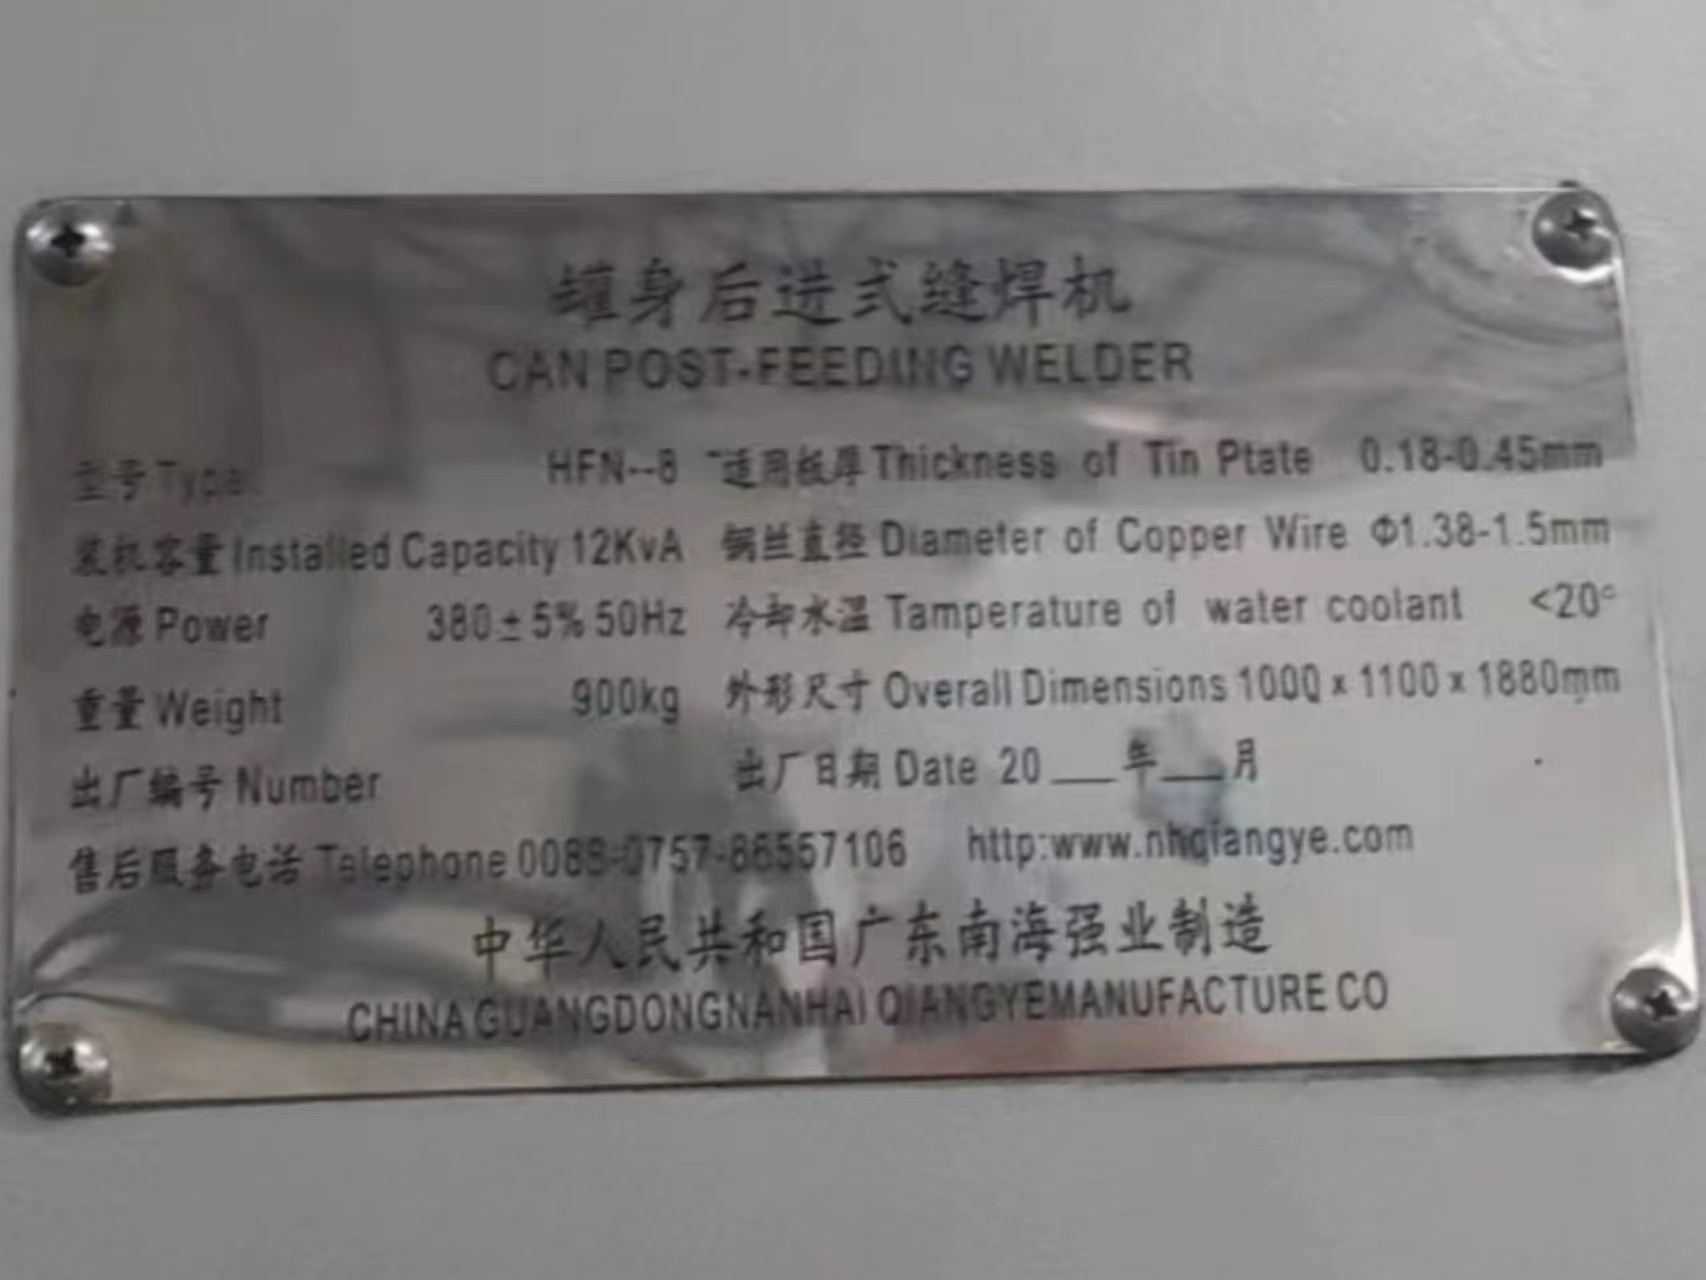 罐身后进式缝焊机
CAN POST-FEEDING WELDER
型号 Type HFN--8 适用板厚 Thickness of Tin Ptate 0.18-0.45mm
装机容量 Installed Capacity 12KvA 铜丝直径 Diameter of Copper Wire Φ1.38-1.5mm
电源 Power 380±5% 50Hz 冷却水温 Tamperature of water coolant <20°
重量 Weight 900kg 外形尺寸 Overall Dimensions 1000 x 1100 x 1880mm
出厂编号 Number 出厂日期 Date 20 __ 年 __ 月
售后服务电话 Telephone 0088-0757-86557106 http:www.nhqiangye.com
中华人民共和国广东南海强业制造
CHINA GUANGDONGNANHAI QIANGYEMANUFACTURE CO